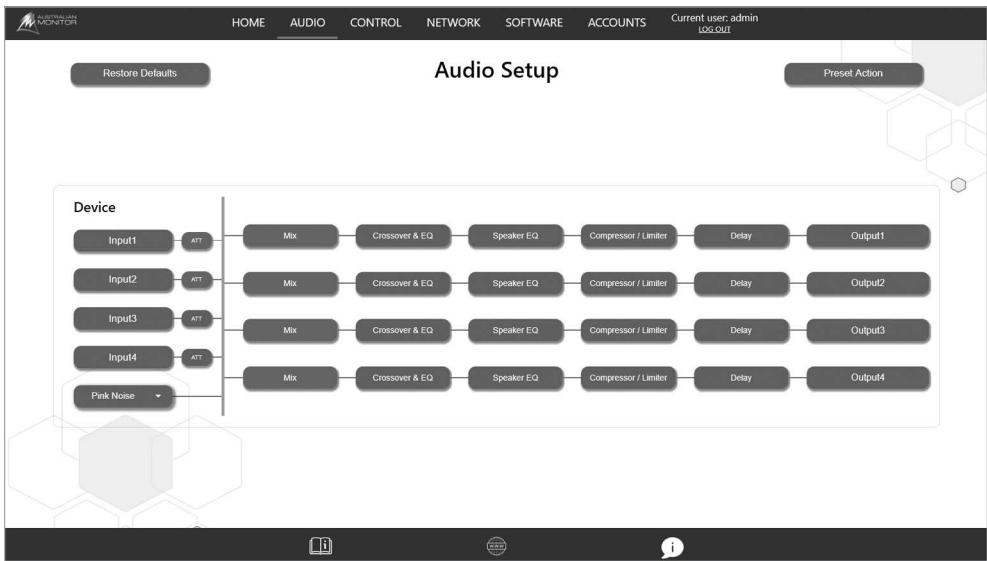 AUSTRALIAN
MONITOR
HOME AUDIO CONTROL NETWORK SOFTWARE ACCOUNTS Current user: admin
LOG OUT
Restore Defaults Audio Setup Preset Action
Device
Input1 ATT Mix Crossover & EQ Speaker EQ Compressor / Limiter Delay Output1
Input2 ATT Mix Crossover & EQ Speaker EQ Compressor / Limiter Delay Output2
Input3 ATT Mix Crossover & EQ Speaker EQ Compressor / Limiter Delay Output3
Input4 ATT Mix Crossover & EQ Speaker EQ Compressor / Limiter Delay Output4
Pink Noise
i www i